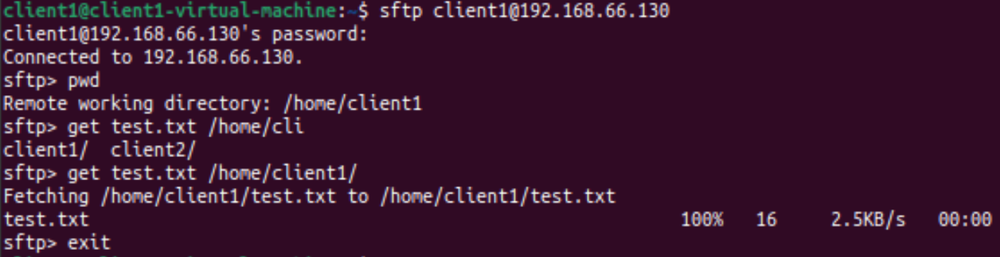 client1@client1-virtual-machine:~$ sftp client1@192.168.66.130
client1@192.168.66.130's password:
Connected to 192.168.66.130.
sftp> pwd
Remote working directory: /home/client1
sftp> get test.txt /home/cli
client1/  client2/
sftp> get test.txt /home/client1/
Fetching /home/client1/test.txt to /home/client1/test.txt
test.txt 100% 16 2.5KB/s 00:00
sftp> exit